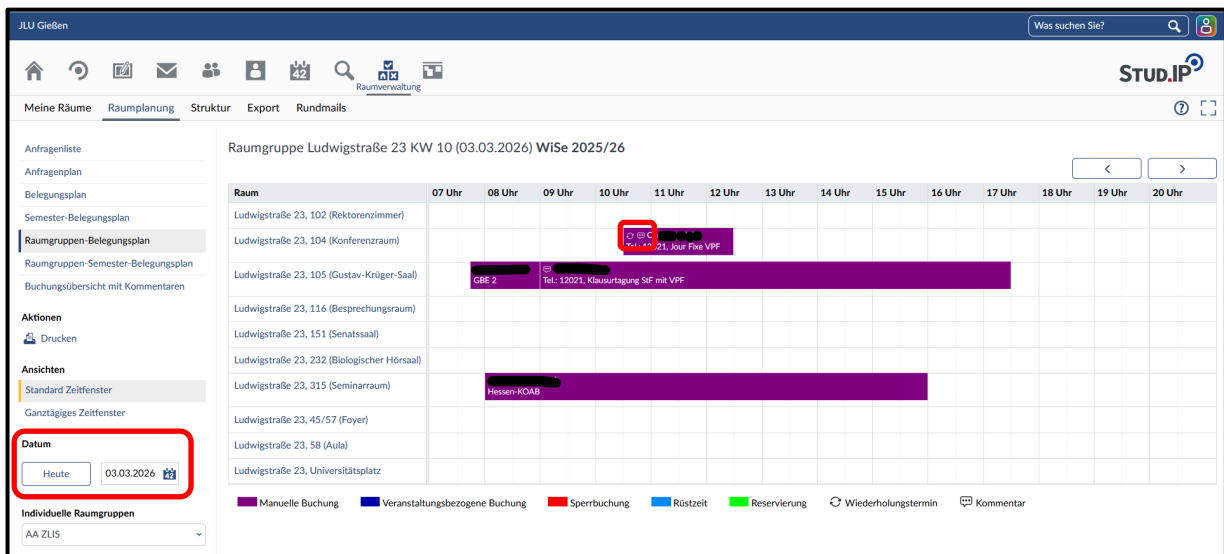 JLU Gießen
Was suchen Sie?
42
Raumverwaltung
STUD.IP
Meine Räume Raumplanung Struktur Export Rundmails
Anfragenliste
Anfragenplan
Belegungsplan
Semester-Belegungsplan
Raumgruppen-Belegungsplan
Raumgruppen-Semester-Belegungsplan
Buchungsübersicht mit Kommentaren
Aktionen
Drucken
Ansichten
Standard Zeitfenster
Ganztägiges Zeitfenster
Datum
Heute 03.03.2026 42
Individuelle Raumgruppen
AA ZLIS
Raumgruppe Ludwigstraße 23 KW 10 (03.03.2026) WiSe 2025/26
Raum 07 Uhr 08 Uhr 09 Uhr 10 Uhr 11 Uhr 12 Uhr 13 Uhr 14 Uhr 15 Uhr 16 Uhr 17 Uhr 18 Uhr 19 Uhr 20 Uhr
Ludwigstraße 23, 102 (Rektorenzimmer)
Ludwigstraße 23, 104 (Konferenzraum)
Tel.: 12021, Jour Fixe VPF
Ludwigstraße 23, 105 (Gustav-Krüger-Saal)
GBE 2 Tel.: 12021, Klausurtagung StF mit VPF
Ludwigstraße 23, 116 (Besprechungsraum)
Ludwigstraße 23, 151 (Senatssaal)
Ludwigstraße 23, 232 (Biologischer Hörsaal)
Ludwigstraße 23, 315 (Seminarraum)
Hessen-KOAB
Ludwigstraße 23, 45/57 (Foyer)
Ludwigstraße 23, 58 (Aula)
Ludwigstraße 23, Universitätsplatz
Manuelle Buchung Veranstaltungsbezogene Buchung Sperrbuchung Rüstzeit Reservierung Wiederholungstermin Kommentar